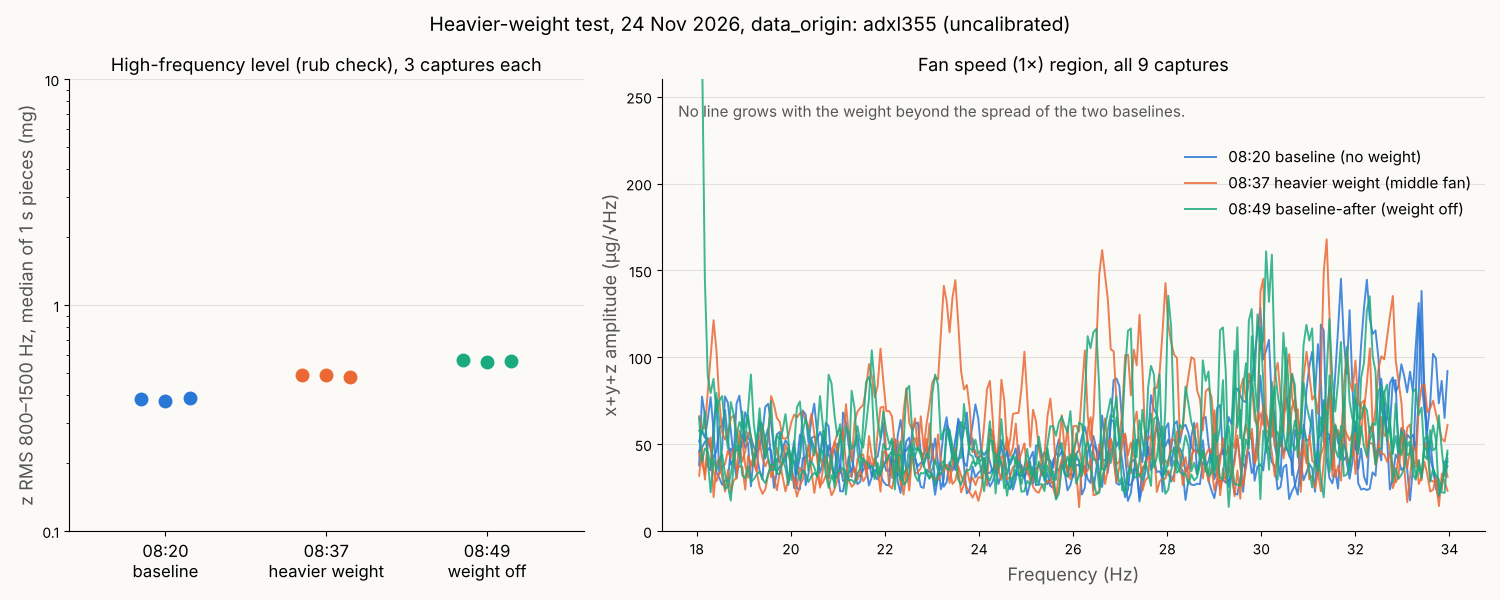 Heavier-weight test, 24 Nov 2026, data_origin: adxl355 (uncalibrated)
High-frequency level (rub check), 3 captures each
z RMS 800–1500 Hz, median of 1 s pieces (mg)
10
1
0.1
08:20
baseline
08:37
heavier weight
08:49
weight off
Fan speed (1×) region, all 9 captures
x+y+z amplitude (µg/√Hz)
250
200
150
100
50
0
No line grows with the weight beyond the spread of the two baselines.
08:20 baseline (no weight)
08:37 heavier weight (middle fan)
08:49 baseline-after (weight off)
18
20
22
24
26
28
30
32
34
Frequency (Hz)